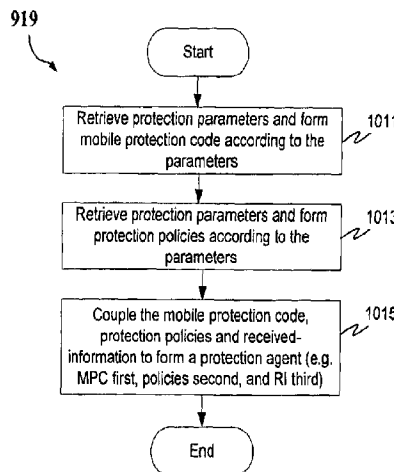 919
Start
Retrieve protection parameters and form
mobile protection code according to the
parameters
1011
Retrieve protection parameters and form
protection policies according to the
parameters
1013
Couple the mobile protection code,
protection policies and received-
information to form a protection agent (e.g.
MPC first, policies second, and RI third)
1015
End